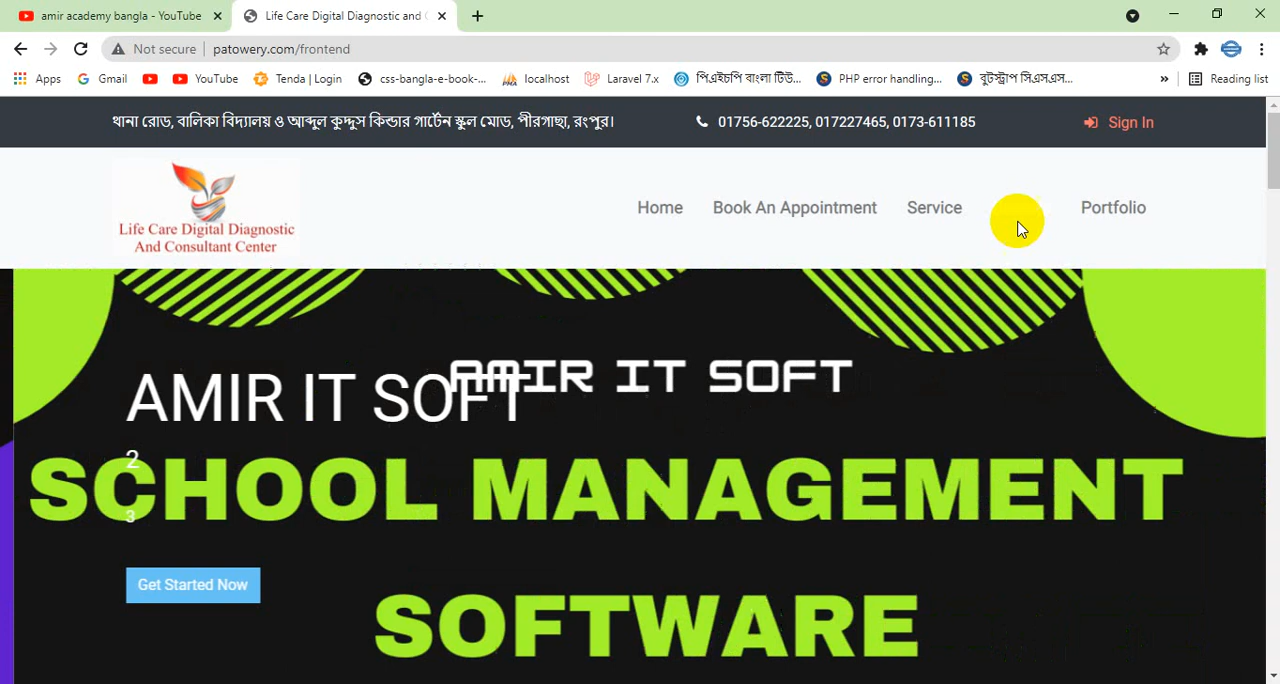 amir academy bangla - YouTube
Life Care Digital Diagnostic and
Not secure
patowery.com/frontend
Apps
Gmail
YouTube
Tenda | Login
css-bangla-e-book-...
localhost
Laravel 7.x
পিএইচপি বাংলা টিউ...
PHP error handling...
বুটস্ট্রাপ সিএসএস...
»
Reading list
থানা রোড, বালিকা বিদ্যালয় ও আব্দুল কুদ্দুস কিন্ডার গার্টেন স্কুল মোড, পীরগাছা, রংপুর।
01756-622225, 017227465, 0173-611185
Sign In
Life Care Digital Diagnostic
And Consultant Center
Home
Book An Appointment
Service
Portfolio
AMIR IT SOFT
AMIR IT SOFT
2
SCHOOL MANAGEMENT
3
Get Started Now
SOFTWARE